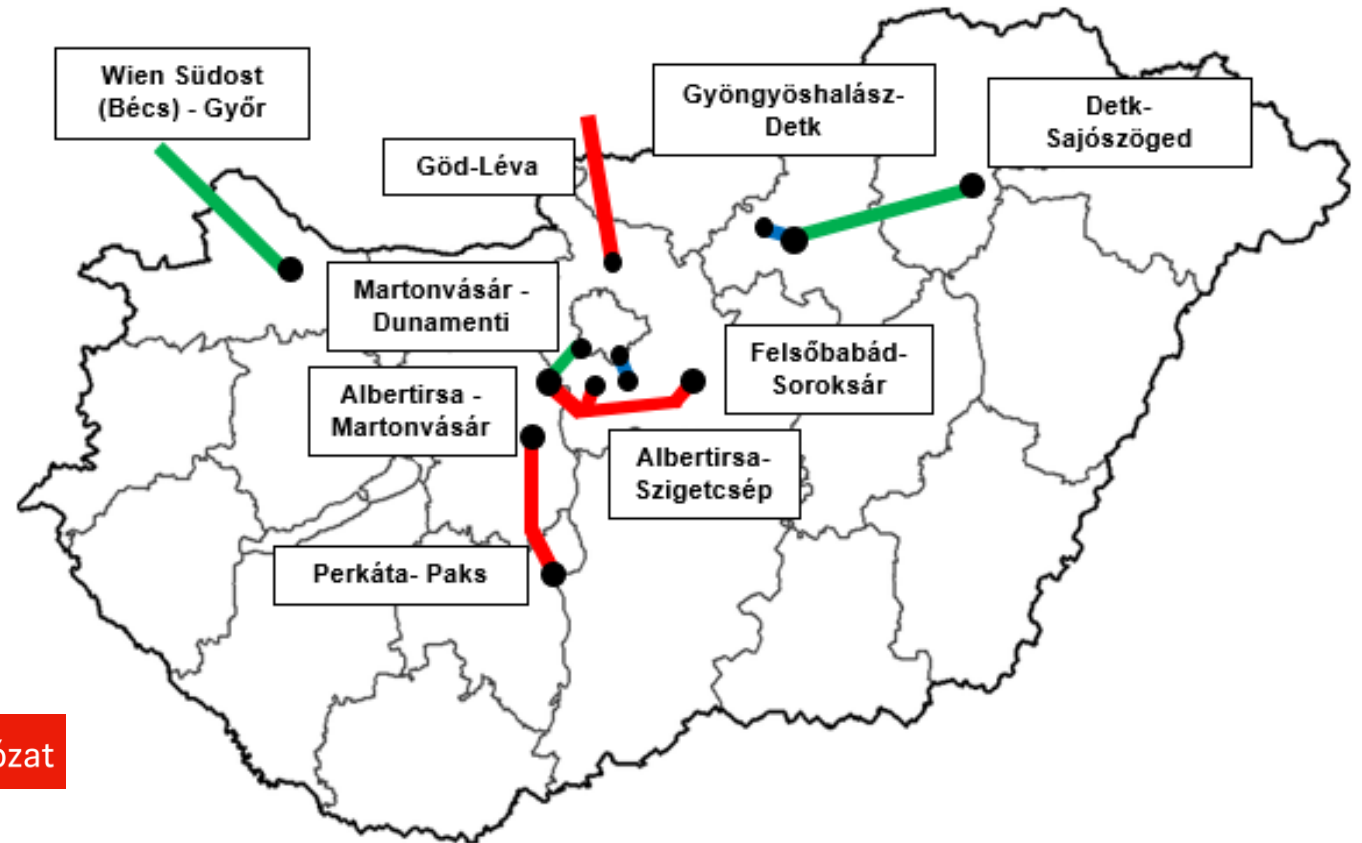 Wien Südost
(Bécs) - Győr
Göd-Léva
Gyöngyöshalász-
Detk
Detk-
Sajószöged
Martonvásár -
Dunamenti
Felsőbabád-
Soroksár
Albertirsa -
Martonvásár
Albertirsa-
Szigetcsép
Perkáta- Paks
ózat